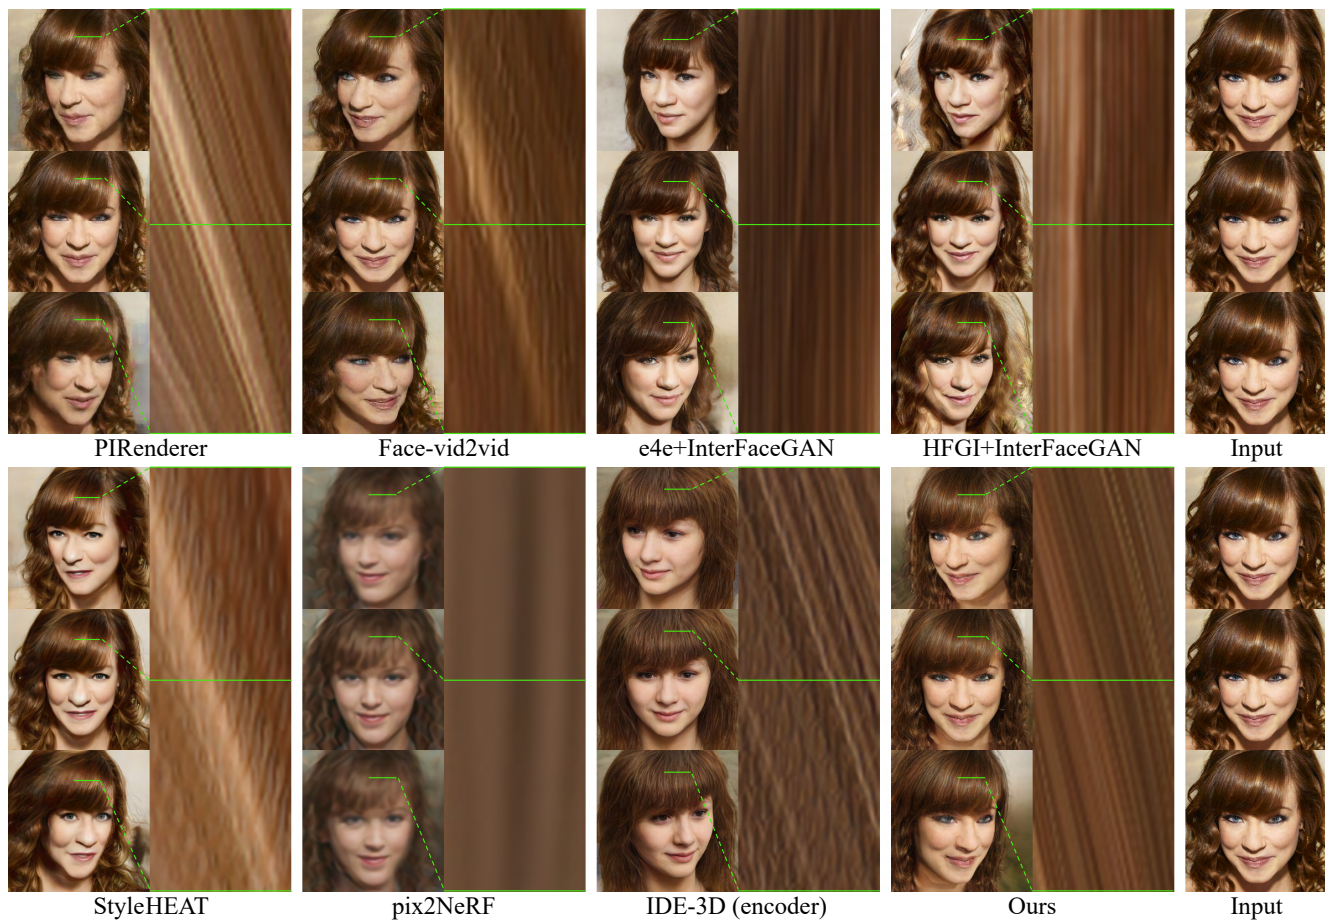 PIRenderer
Face-vid2vid
e4e+InterFaceGAN
HFGI+InterFaceGAN
Input
StyleHEAT
pix2NeRF
IDE-3D (encoder)
Ours
Input